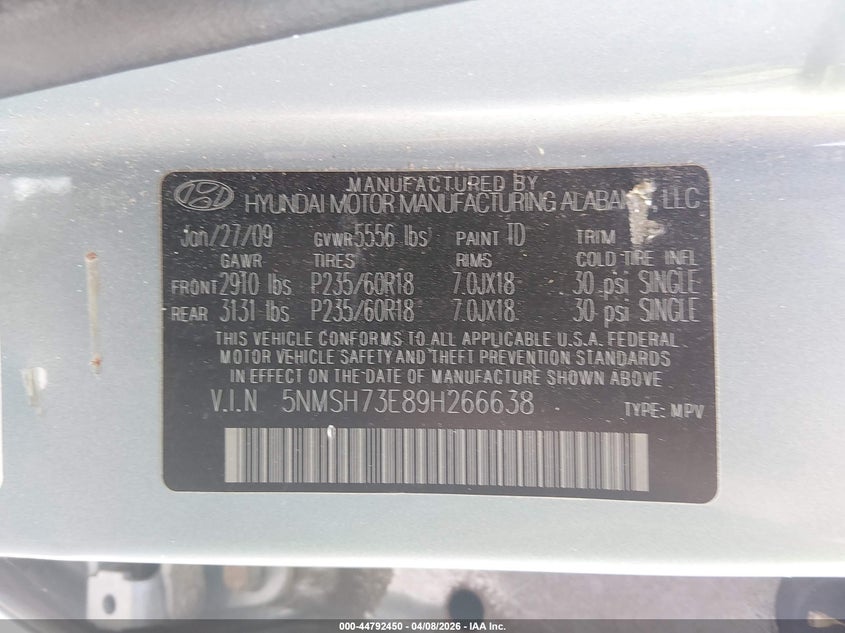 MANUFACTURED BY
HYUNDAI MOTOR MANUFACTURING LLC
Jan/27/09 GVWR 5556 lbs PAINT TD TRIM
GAWR TIRES RIMS COLD TIRE INFL
FRONT 2910 lbs P235/60R18 7.0JX18 30 psi SINGLE
REAR 3131 lbs P235/60R18 7.0JX18 30 psi SINGLE
THIS VEHICLE CONFORMS TO ALL APPLICABLE U.S.A. FEDERAL
MOTOR VEHICLE SAFETY AND THEFT PREVENTION STANDARDS
IN EFFECT ON THE DATE OF MANUFACTURE SHOWN ABOVE
V.I.N 5NMSH73E89H266638 TYPE: MPV
000-44792450 - 04/08/2026 - IAA Inc.